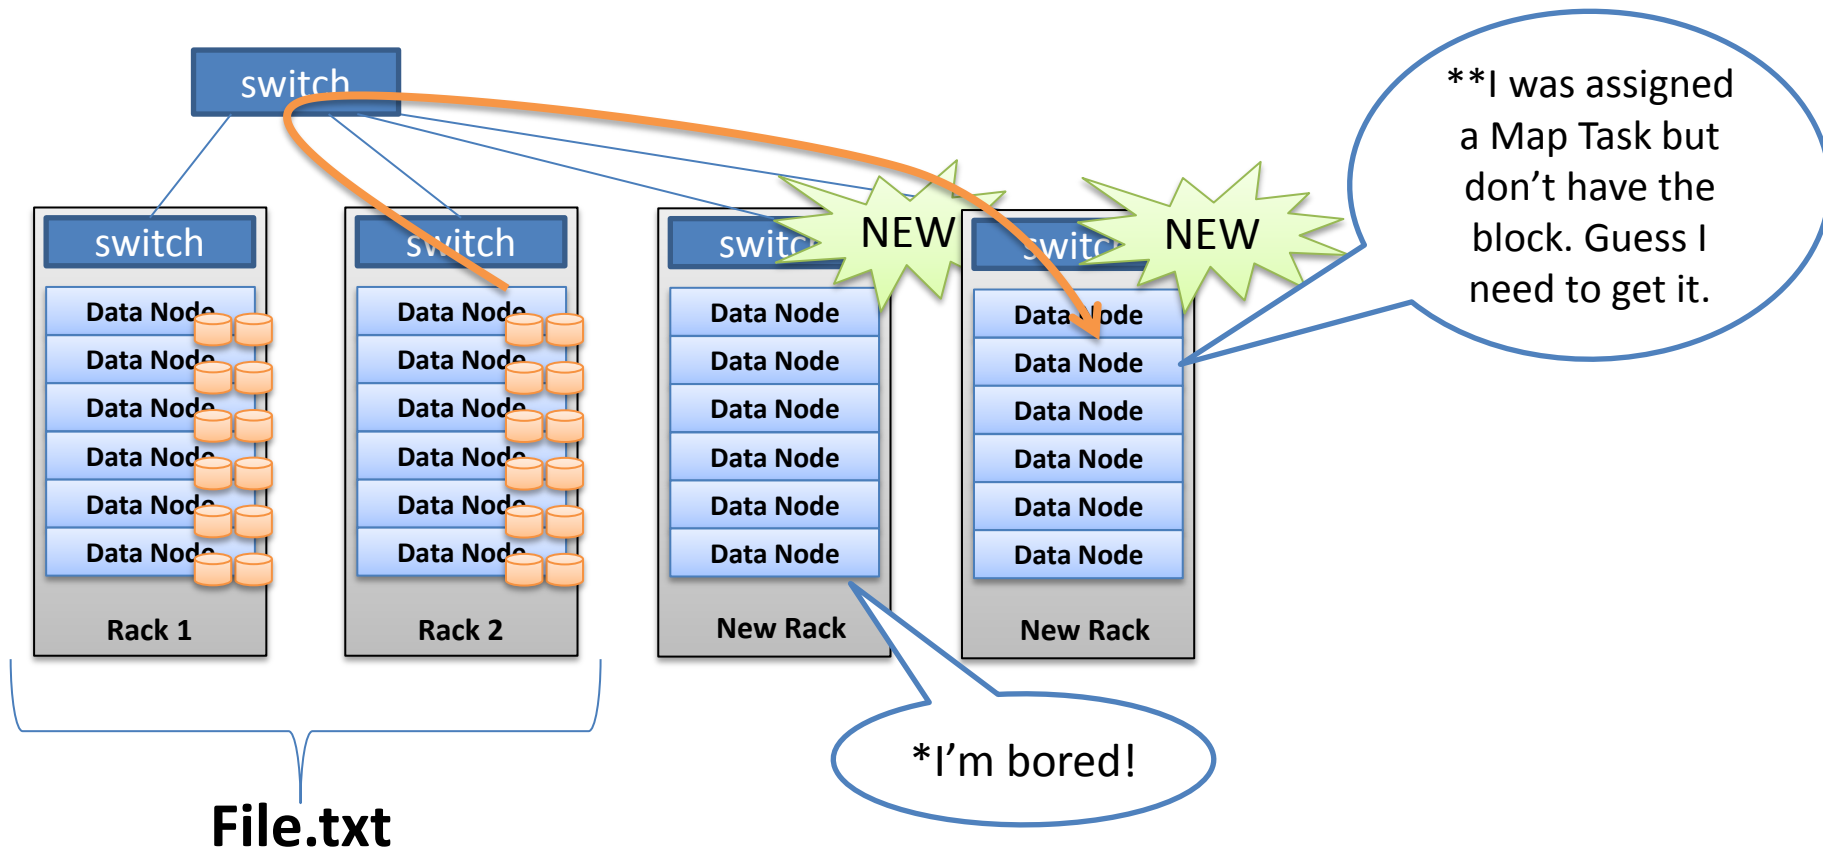 switch
**I was assigned
a Map Task but
don’t have the
block. Guess I
need to get it.
switch
Data Node
Data Node
Data Node
Data Node
Data Node
Data Node
Rack 1
switch
Data Node
Data Node
Data Node
Data Node
Data Node
Data Node
Rack 2
switch
NEW
Data Node
Data Node
Data Node
Data Node
Data Node
Data Node
New Rack
switch
NEW
Data Node
Data Node
Data Node
Data Node
Data Node
Data Node
New Rack
*I’m bored!
File.txt